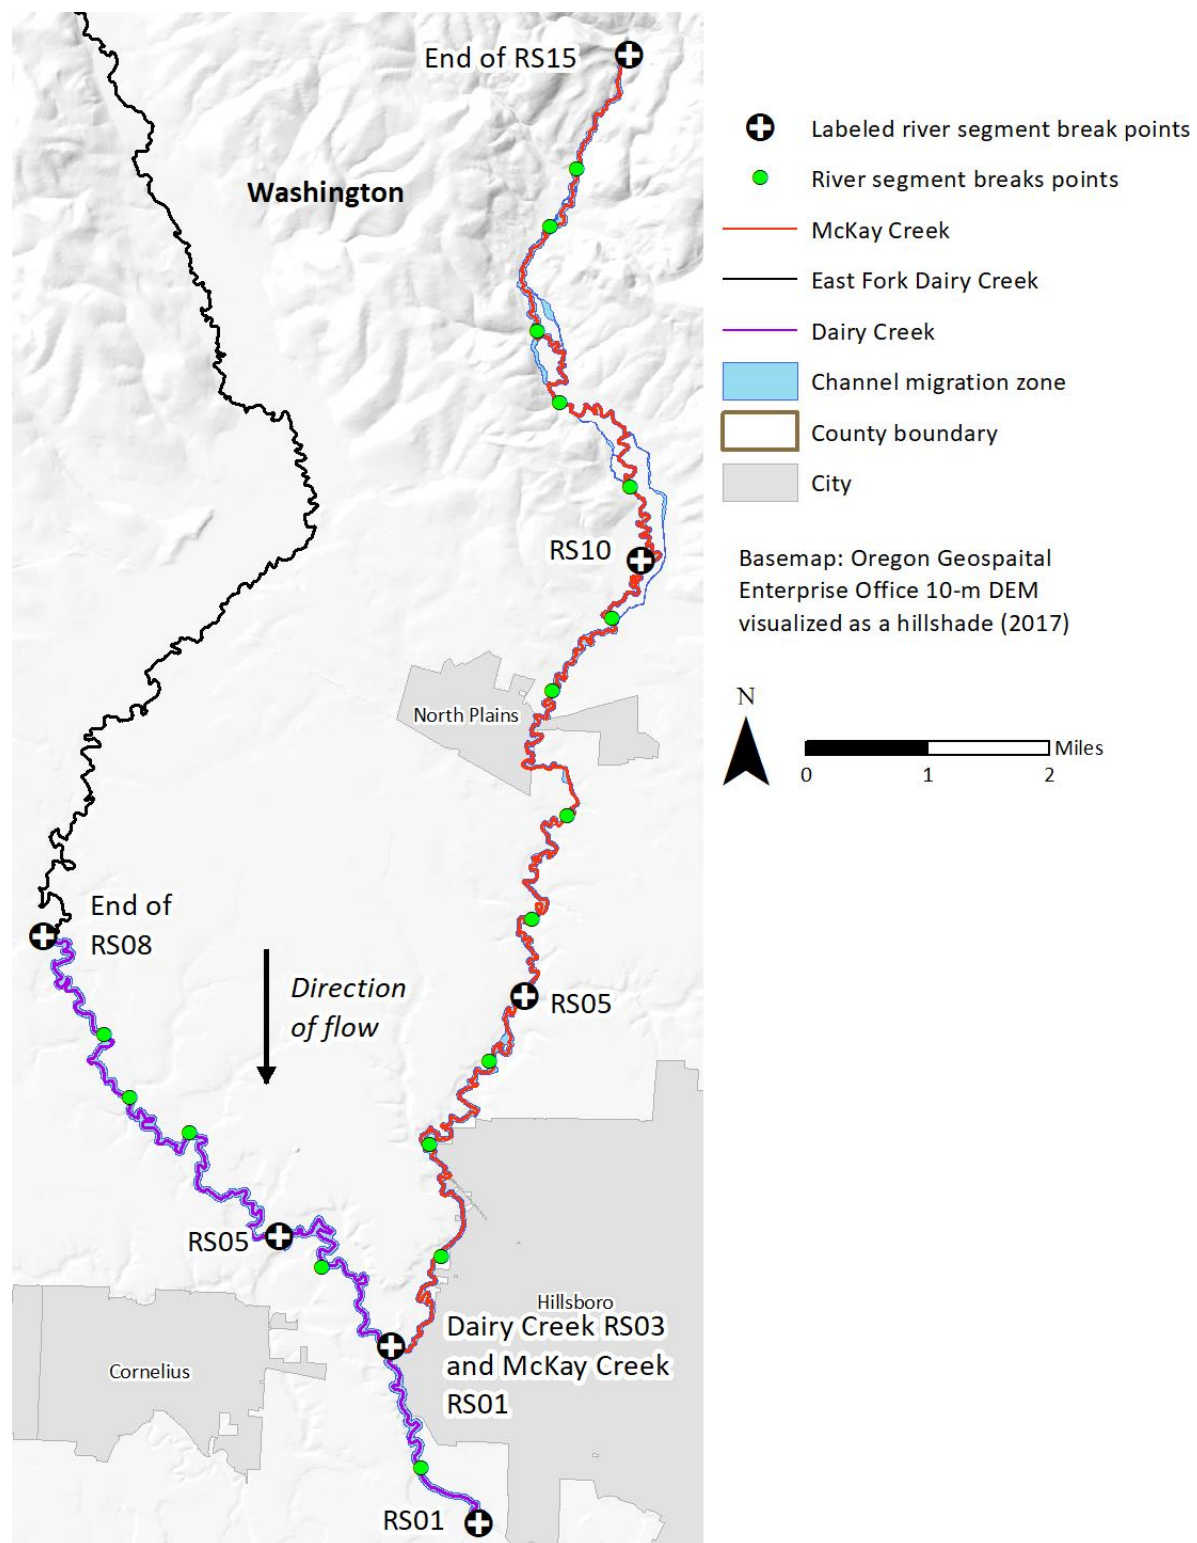 End of RS15
Washington
RS10
North Plains
End of
RS08
Direction
of flow
RS05
RS05
Hillsboro
Dairy Creek RS03
and McKay Creek
RS01
Cornelius
RS01
Labeled river segment break points
River segment breaks points
McKay Creek
East Fork Dairy Creek
Dairy Creek
Channel migration zone
County boundary
City
Basemap: Oregon Geospaital
Enterprise Office 10-m DEM
visualized as a hillshade (2017)
N
Miles
0 1 2